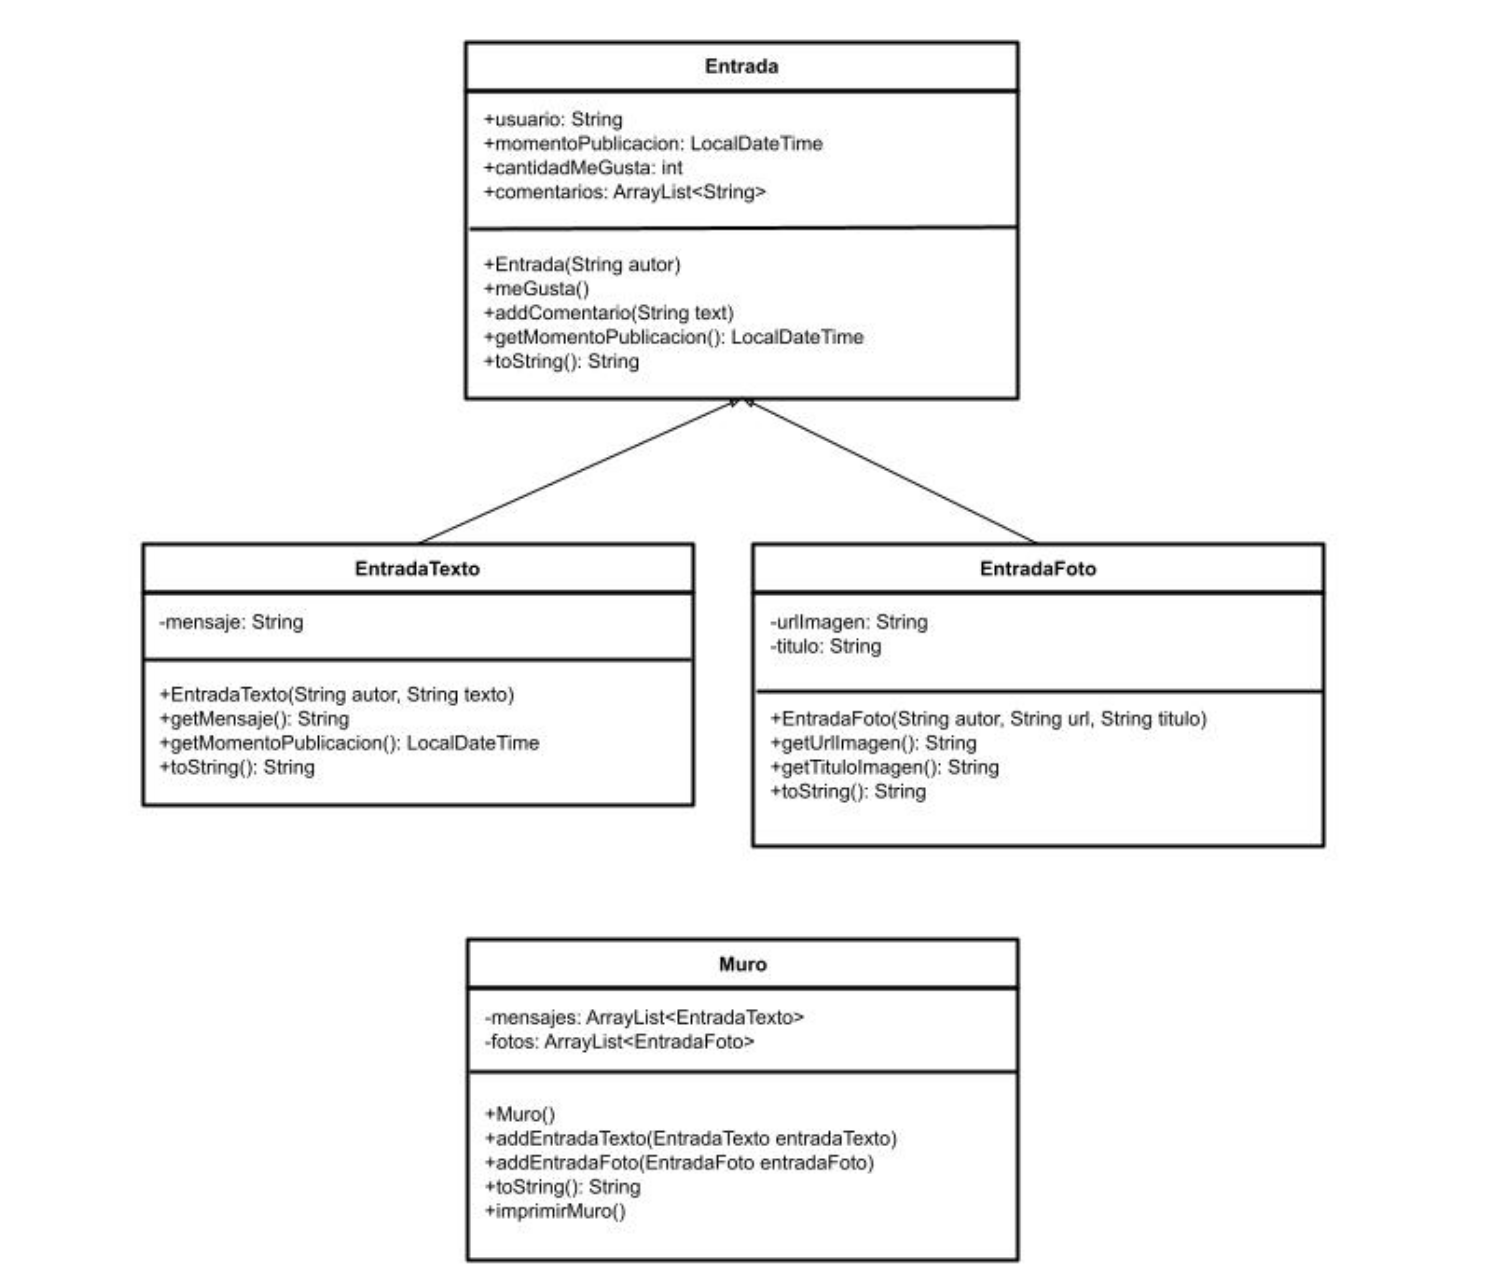 Entrada
+usuario: String
+momentoPublicacion: LocalDateTime
+cantidadMeGusta: int
+comentarios: ArrayList<String>
+Entrada(String autor)
+meGusta()
+addComentario(String text)
+getMomentoPublicacion(): LocalDateTime
+toString(): String
EntradaTexto
-mensaje: String
+EntradaTexto(String autor, String texto)
+getMensaje(): String
+getMomentoPublicacion(): LocalDateTime
+toString(): String
EntradaFoto
-urlImagen: String
-titulo: String
+EntradaFoto(String autor, String url, String titulo)
+getUrlImagen(): String
+getTituloImagen(): String
+toString(): String
Muro
-mensajes: ArrayList<EntradaTexto>
-fotos: ArrayList<EntradaFoto>
+Muro()
+addEntradaTexto(EntradaTexto entradaTexto)
+addEntradaFoto(EntradaFoto entradaFoto)
+toString(): String
+imprimirMuro()